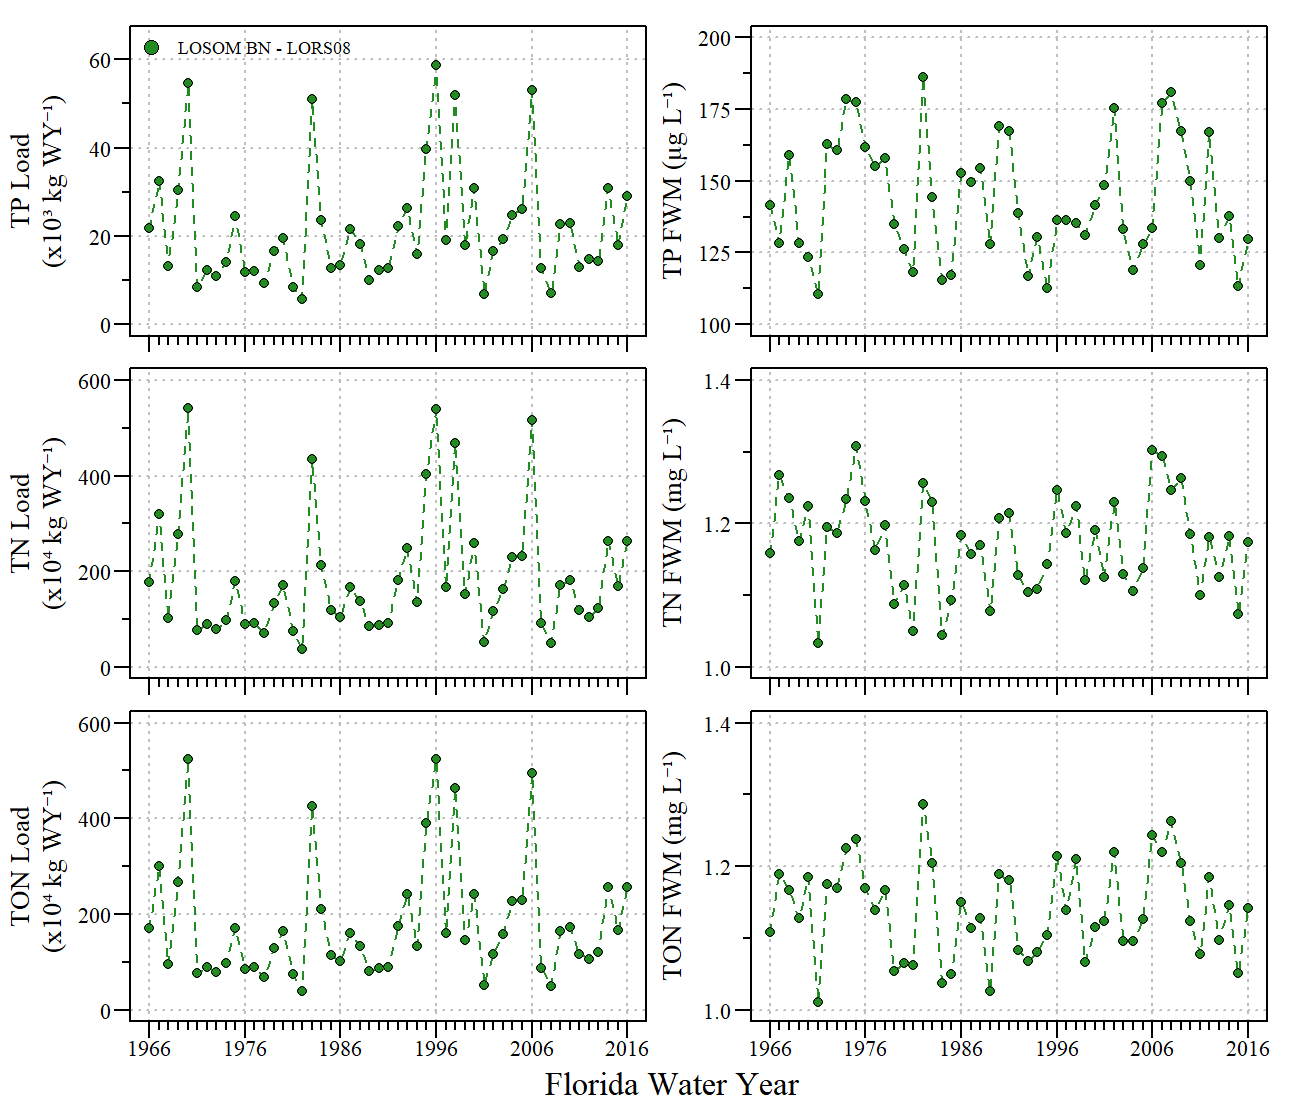 LOSOM BN - LORS08
TP Load
(x10³ kg WY⁻¹)
60
40
20
0
TP FWM (µg L⁻¹)
200
175
150
125
100
TN Load
(x10⁴ kg WY⁻¹)
600
400
200
0
TN FWM (mg L⁻¹)
1.4
1.2
1.0
TON Load
(x10⁴ kg WY⁻¹)
600
400
200
0
1966 1976 1986 1996 2006 2016
TON FWM (mg L⁻¹)
1.4
1.2
1.0
1966 1976 1986 1996 2006 2016
Florida Water Year